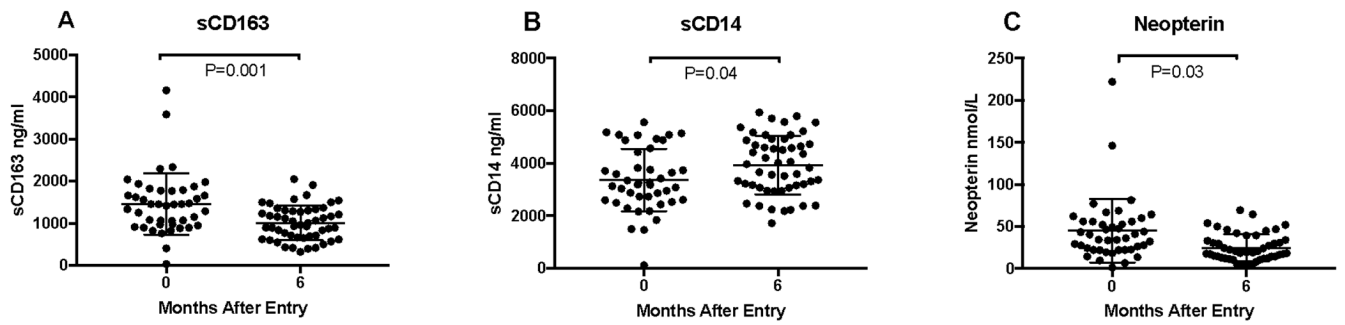 A
sCD163
5000
4000
3000
2000
1000
0
sCD163 ng/ml
P=0.001
0
6
Months After Entry
B
sCD14
8000
6000
4000
2000
0
sCD14 ng/ml
P=0.04
0
6
Months After Entry
C
Neopterin
250
200
150
100
50
0
Neopterin nmol/L
P=0.03
0
6
Months After Entry